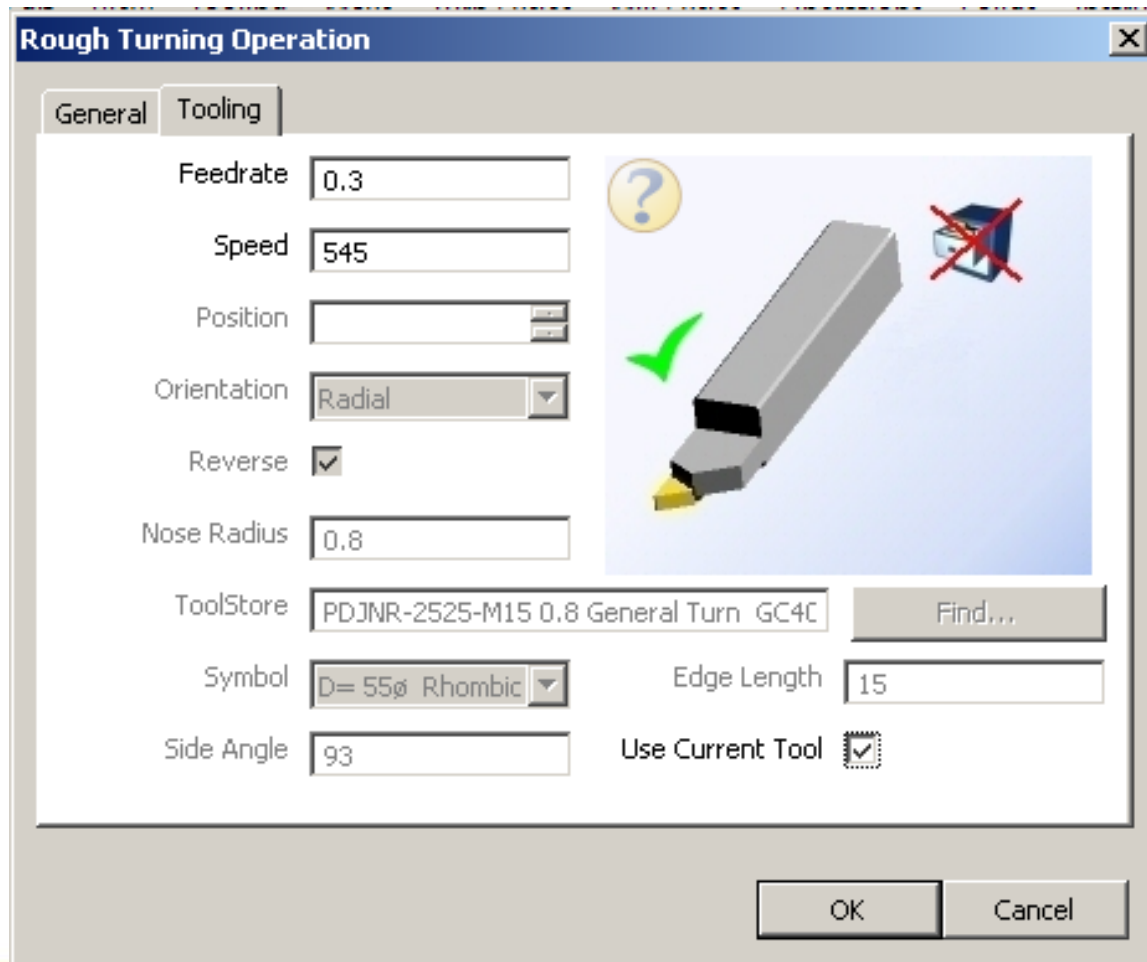 Rough Turning Operation
General Tooling
Feedrate 0.3
Speed 545
Position
Orientation Radial
Reverse
Nose Radius 0.8
ToolStore PDJNR-2525-M15 0.8 General Turn GC4C Find...
Symbol D= 55ø Rhombic Edge Length 15
Side Angle 93 Use Current Tool
OK Cancel